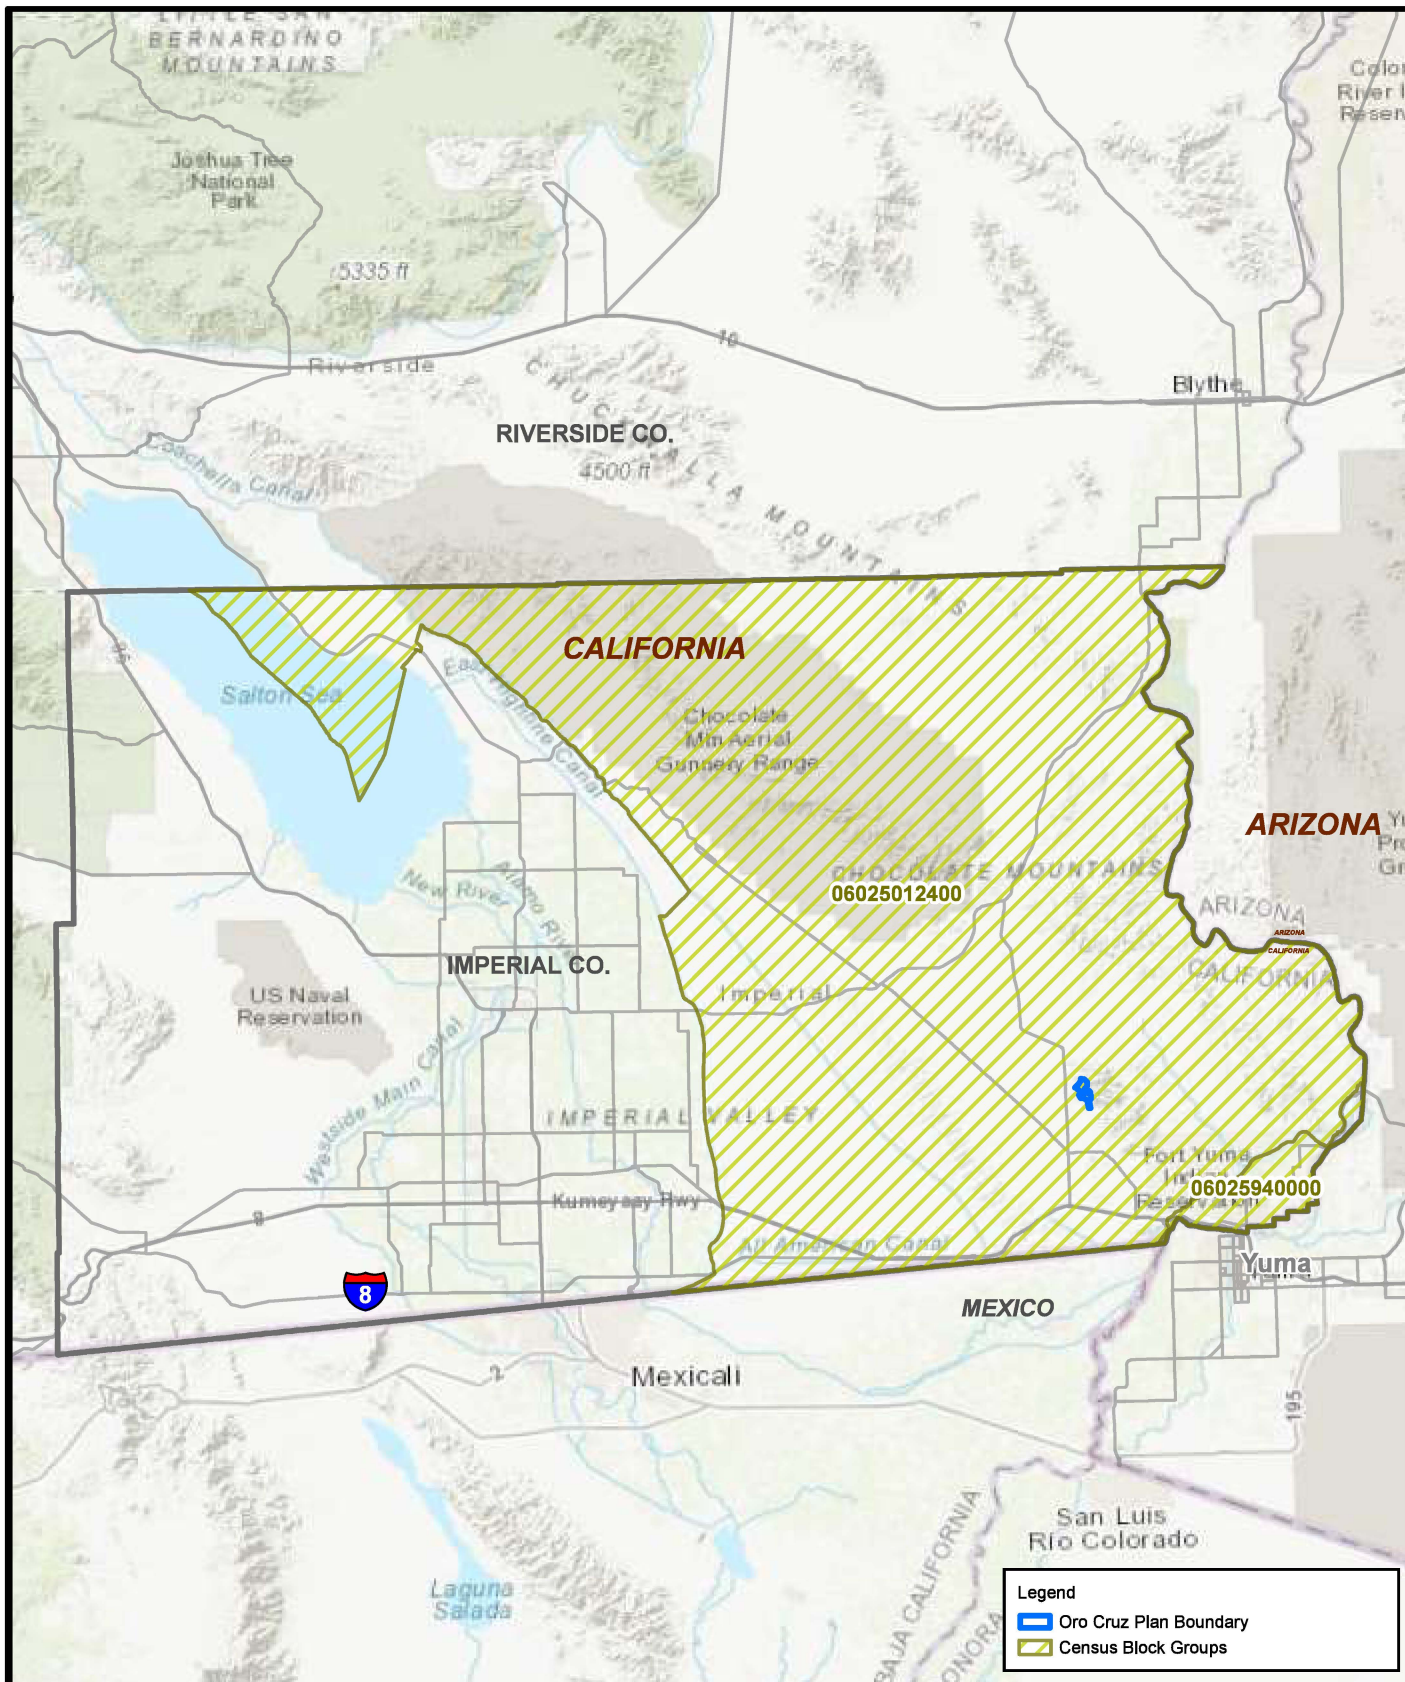 LITTLE SAN
BERNARDINO
MOUNTAINS
Joshua Tree
National
Park
5335 ft
Riverside
10
Blythe
RIVERSIDE CO.
CHUCKWALLA MOUNTAINS
4500 ft
Coachella Canal
CALIFORNIA
Salton Sea
East Highline Canal
Chocolate
Mtn Aerial
Gunnery Range
86
ARIZONA
CHOCOLATE MOUNTAINS
06025012400
New River
Alamo River
ARIZONA
ARIZONA
CALIFORNIA
CALIFORNIA
IMPERIAL CO.
US Naval
Reservation
Imperial
Westside Main Canal
IMPERIAL VALLEY
Fort Yuma
Indian
Reservation
06025940000
Kumeyaay Hwy
8
All American Canal
8
Yuma
MEXICO
2
Mexicali
195
San Luis
Río Colorado
Laguna
Salada
BAJA CALIFORNIA
Legend
Oro Cruz Plan Boundary
Census Block Groups